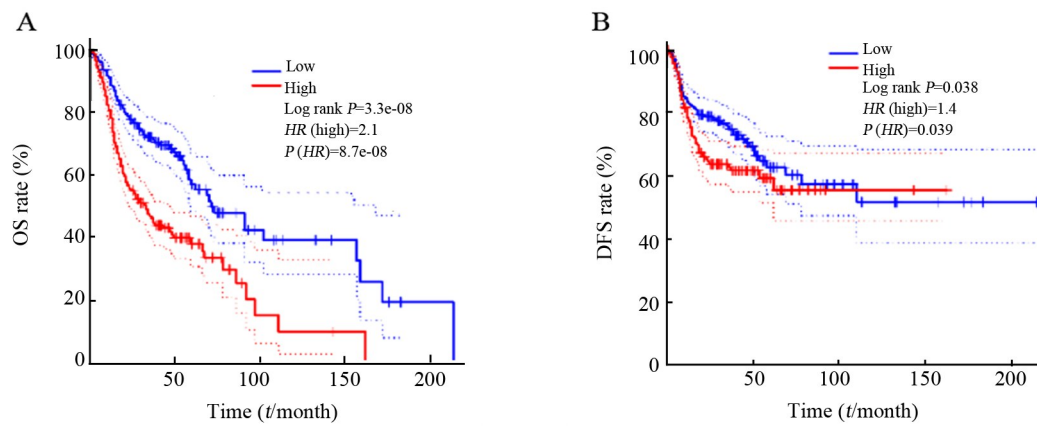 A
100
80
60
40
20
0
OS rate (%)
Low
High
Log rank P=3.3e-08
HR (high)=2.1
P (HR)=8.7e-08
50
100
150
200
Time (t/month)
B
100
80
60
40
60
0
DFS rate (%)
Low
High
Log rank P=0.038
HR (high)=1.4
P (HR)=0.039
0
50
100
150
200
Time (t/month)